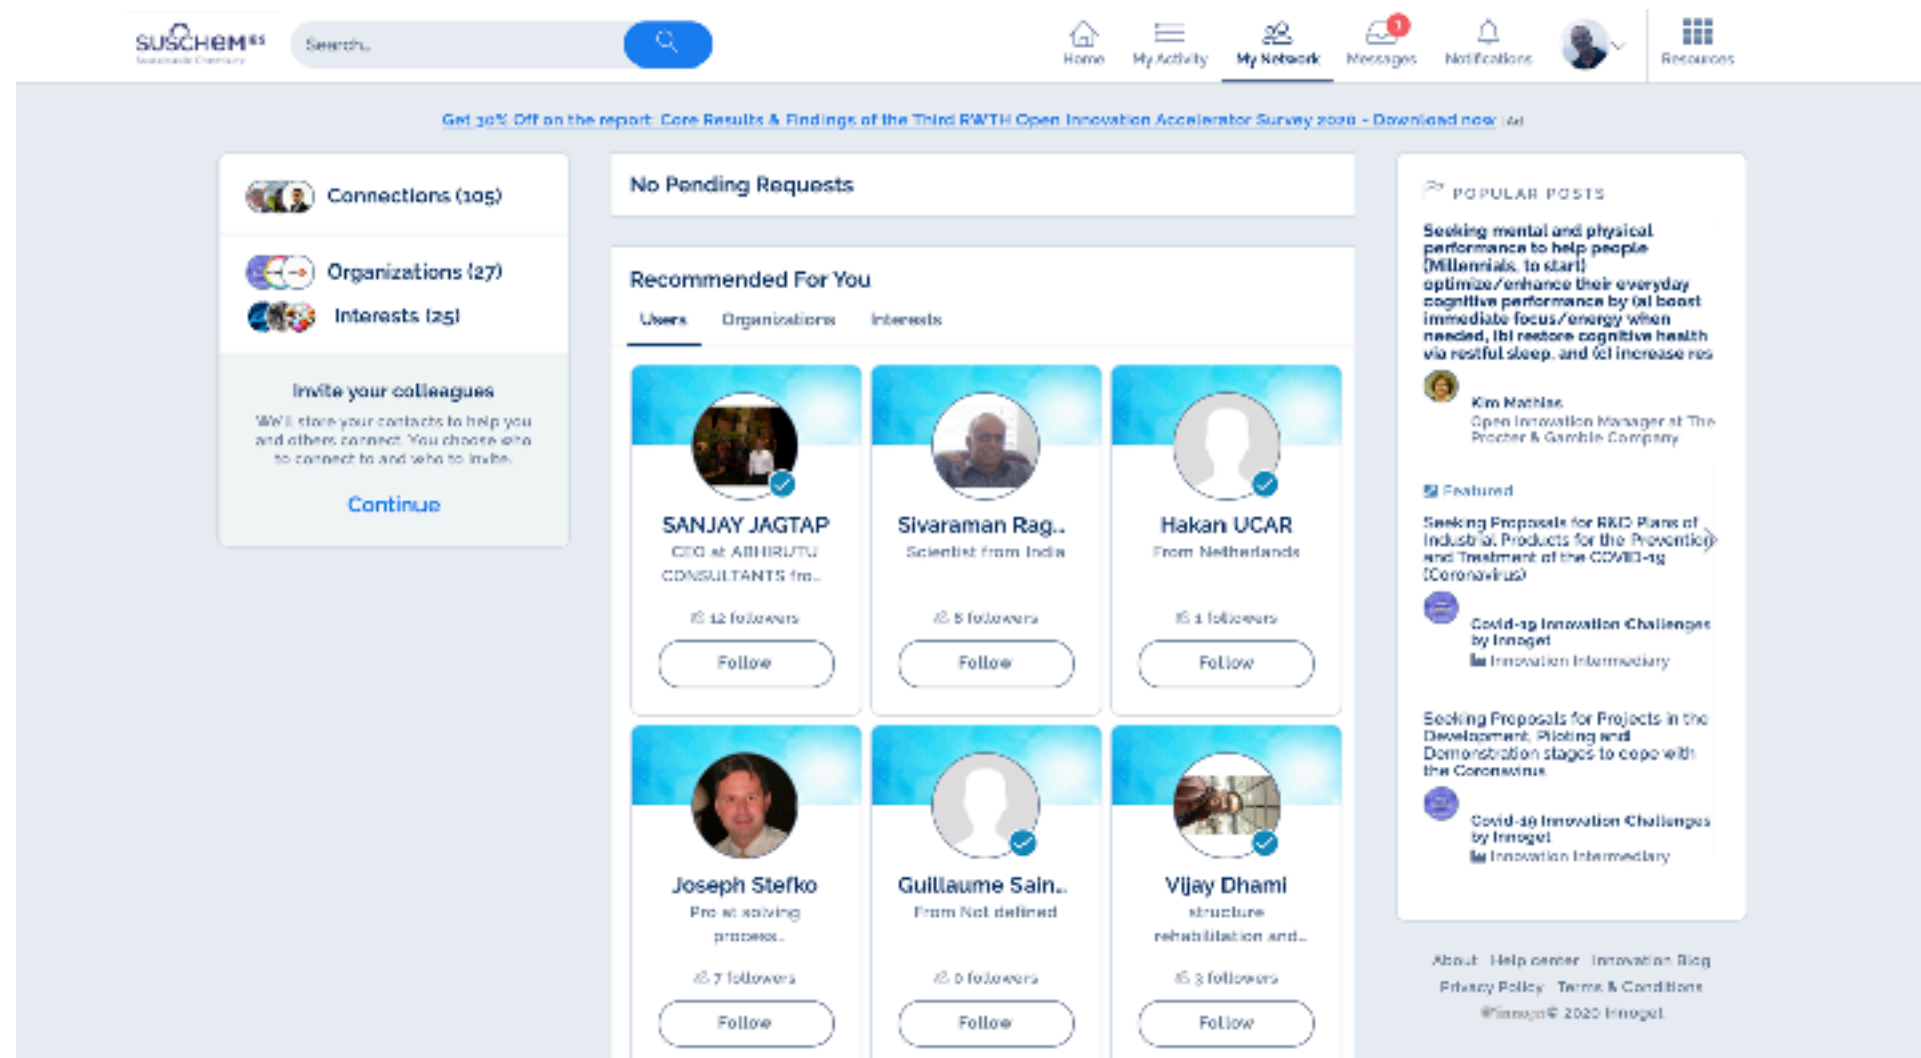 SUSCHEM ES
Sustainable Chemistry
Search...
Home
My Activity
My Network
Messages
Notifications
Resources
Get 30% Off on the report: Core Results & Findings of the Third RWTH Open Innovation Accelerator Survey 2020 - Download now (Ad)
Connections (105)
Organizations (27)
Interests (25)
Invite your colleagues
We'll store your contacts to help you
and others connect. You choose who
to connect to and who to invite.
Continue
No Pending Requests
Recommended For You
Users
Organizations
Interests
SANJAY JAGTAP
CEO at ABHIRUTU
CONSULTANTS fro...
12 followers
Follow
Sivaraman Rag...
Scientist from India
followers
Follow
Hakan UCAR
From Netherlands
1 followers
Follow
Joseph Stefko
Pro at solving
process...
7 followers
Follow
Guillaume Sain...
From Not defined
0 followers
Follow
Vijay Dhami
structure
rehabilitation and...
3 followers
Follow
POPULAR POSTS
Seeking mental and physical
performance to help people
(Millennials, to start)
optimize/enhance their everyday
cognitive performance by (a) boost
immediate focus/energy when
needed, (b) restore cognitive health
via restful sleep, and (c) increase res
Kim Mathias
Open Innovation Manager at The
Procter & Gamble Company
Featured
Seeking Proposals for R&D Plans of
Industrial Products for the Prevention
and Treatment of the COVID-19
(Coronavirus)
Covid-19 Innovation Challenges
by Innoget
Innovation Intermediary
Seeking Proposals for Projects in the
Development, Piloting and
Demonstration stages to cope with
the Coronavirus
Covid-19 Innovation Challenges
by Innoget
Innovation Intermediary
About Help center Innovation Blog
Privacy Policy Terms & Conditions
innoget © 2020 Innoget